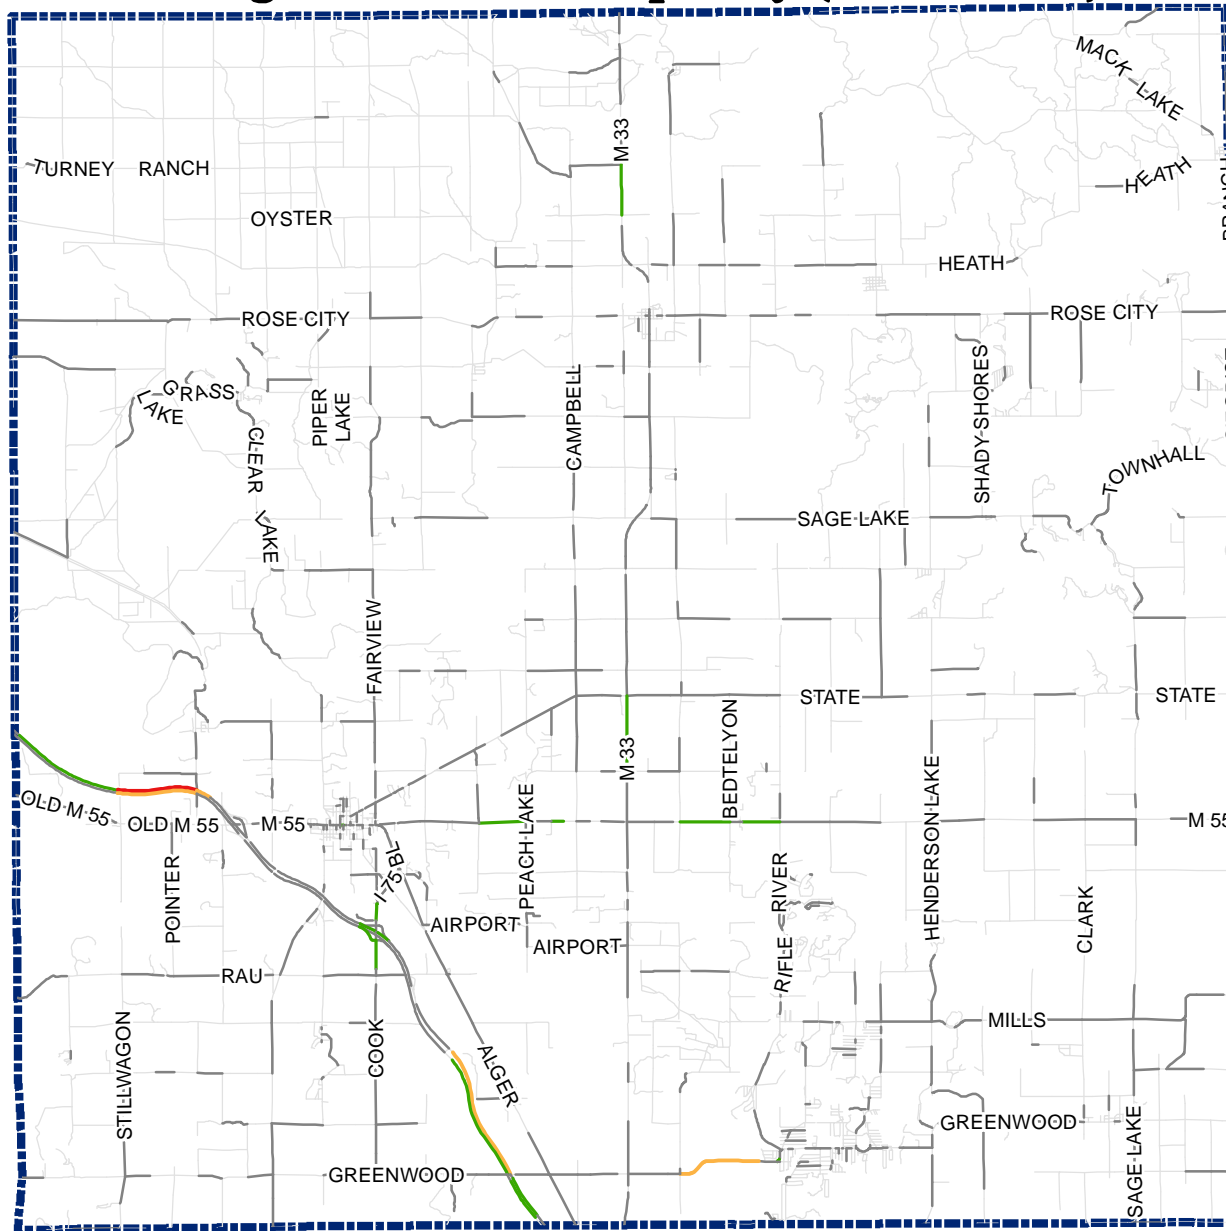 MACK LAKE
M-33
TURNEY RANCH
HEATH
OYSTER
HEATH
ROSE CITY
ROSE CITY
GRASS
LAKE
PIPER
LAKE
CAMPBELL
SHADY SHORES
CLEAR LAKE
TOWNHALL
SAGE LAKE
FAIRVIEW
STATE
STATE
BEDTELYON
M-33
OLD M 55
OLD M 55
M 55
M 55
PEACH LAKE
HENDERSON LAKE
I-75 BL
POINTER
RIFLE RIVER
CLARK
AIRPORT
AIRPORT
RAU
STILLWAGON
COOK
MILLS
ALGER
GREENWOOD
SAGE LAKE
GREENWOOD